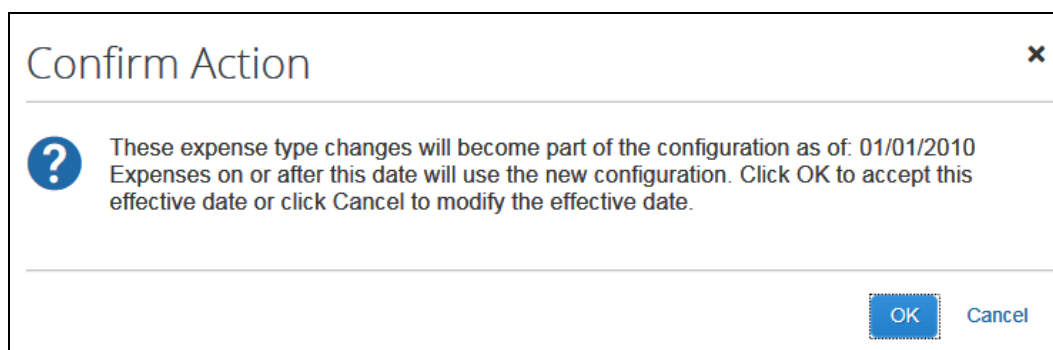 Confirm Action
These expense type changes will become part of the configuration as of: 01/01/2010
Expenses on or after this date will use the new configuration. Click OK to accept this
effective date or click Cancel to modify the effective date.
OK Cancel